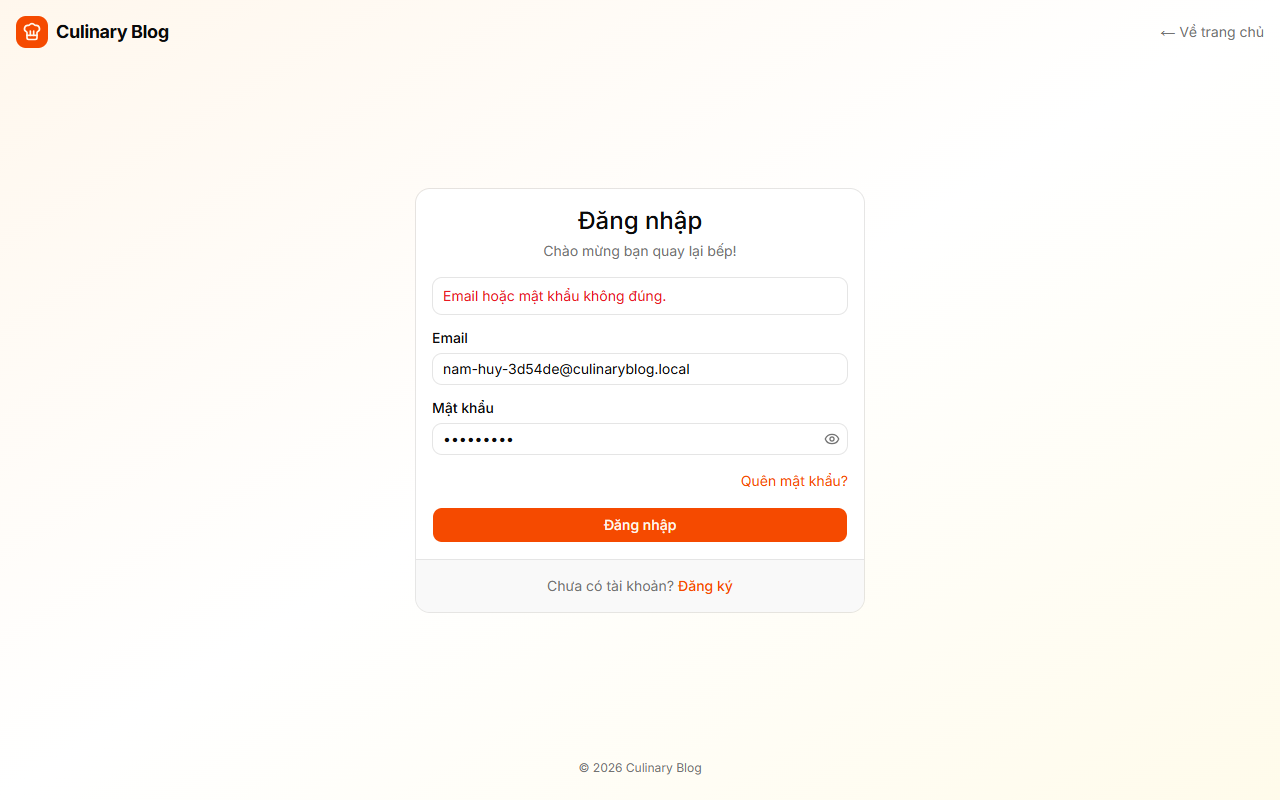 Culinary Blog
← Về trang chủ
Đăng nhập
Chào mừng bạn quay lại bếp!
Email hoặc mật khẩu không đúng.
Email
nam-huy-3d54de@culinaryblog.local
Mật khẩu
•••••••••
Quên mật khẩu?
Đăng nhập
Chưa có tài khoản? Đăng ký
© 2026 Culinary Blog